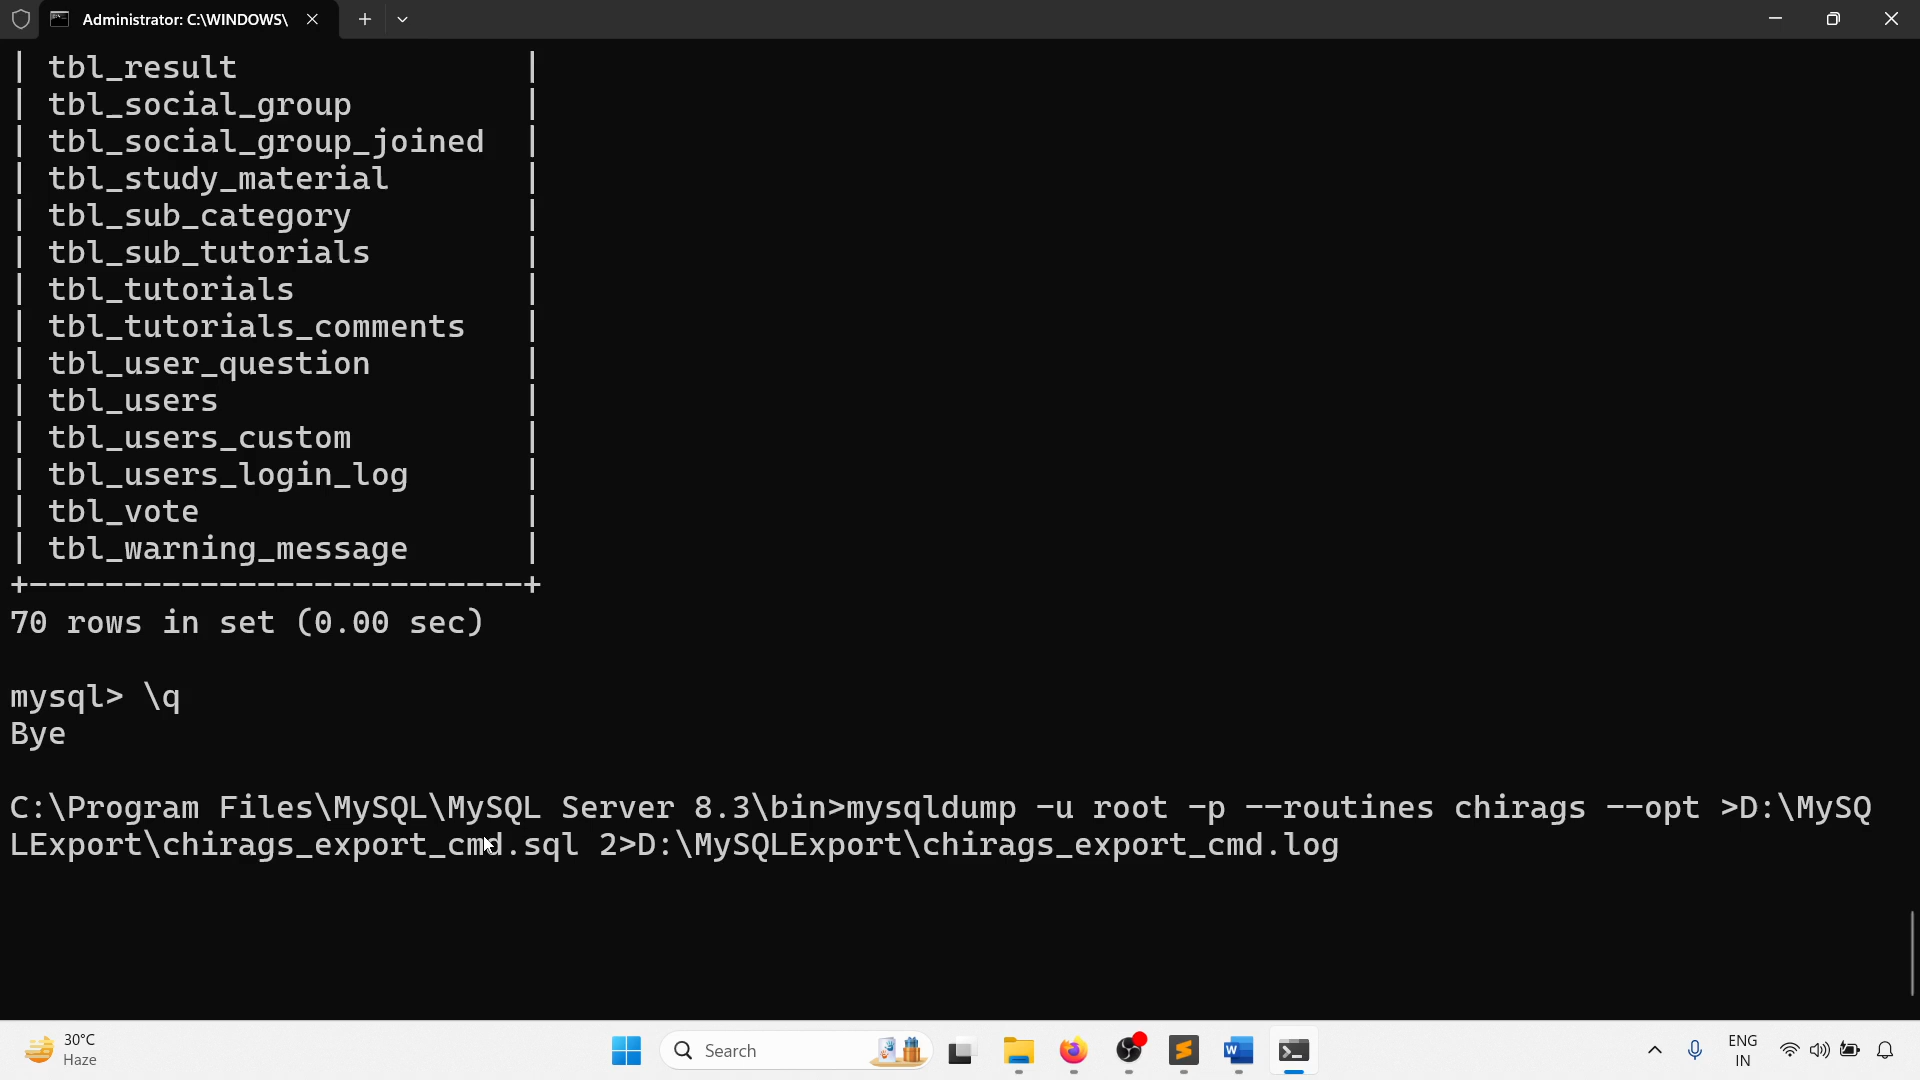 Administrator: C:\WINDOWS\
| tbl_result |
| tbl_social_group |
| tbl_social_group_joined |
| tbl_study_material |
| tbl_sub_category |
| tbl_sub_tutorials |
| tbl_tutorials |
| tbl_tutorials_comments |
| tbl_user_question |
| tbl_users |
| tbl_users_custom |
| tbl_users_login_log |
| tbl_vote |
| tbl_warning_message |
+--------------------------+
70 rows in set (0.00 sec)
mysql> \q
Bye
C:\Program Files\MySQL\MySQL Server 8.3\bin>mysqldump -u root -p --routines chirags --opt >D:\MySQ
LExport\chirags_export_cmd.sql 2>D:\MySQLExport\chirags_export_cmd.log
30°C
Haze
Search
ENG
IN